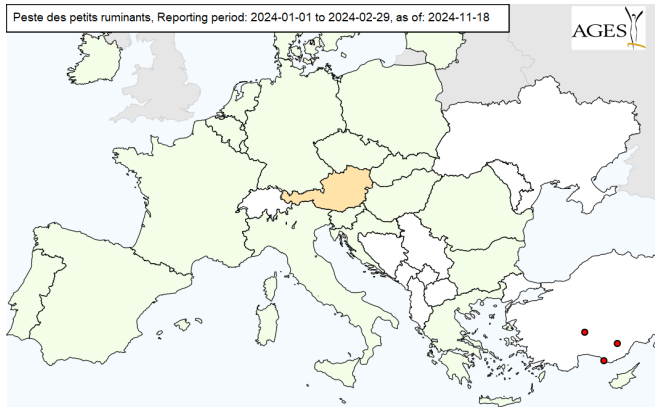 Peste des petits ruminants, Reporting period: 2024-01-01 to 2024-02-29, as of: 2024-11-18
AGES